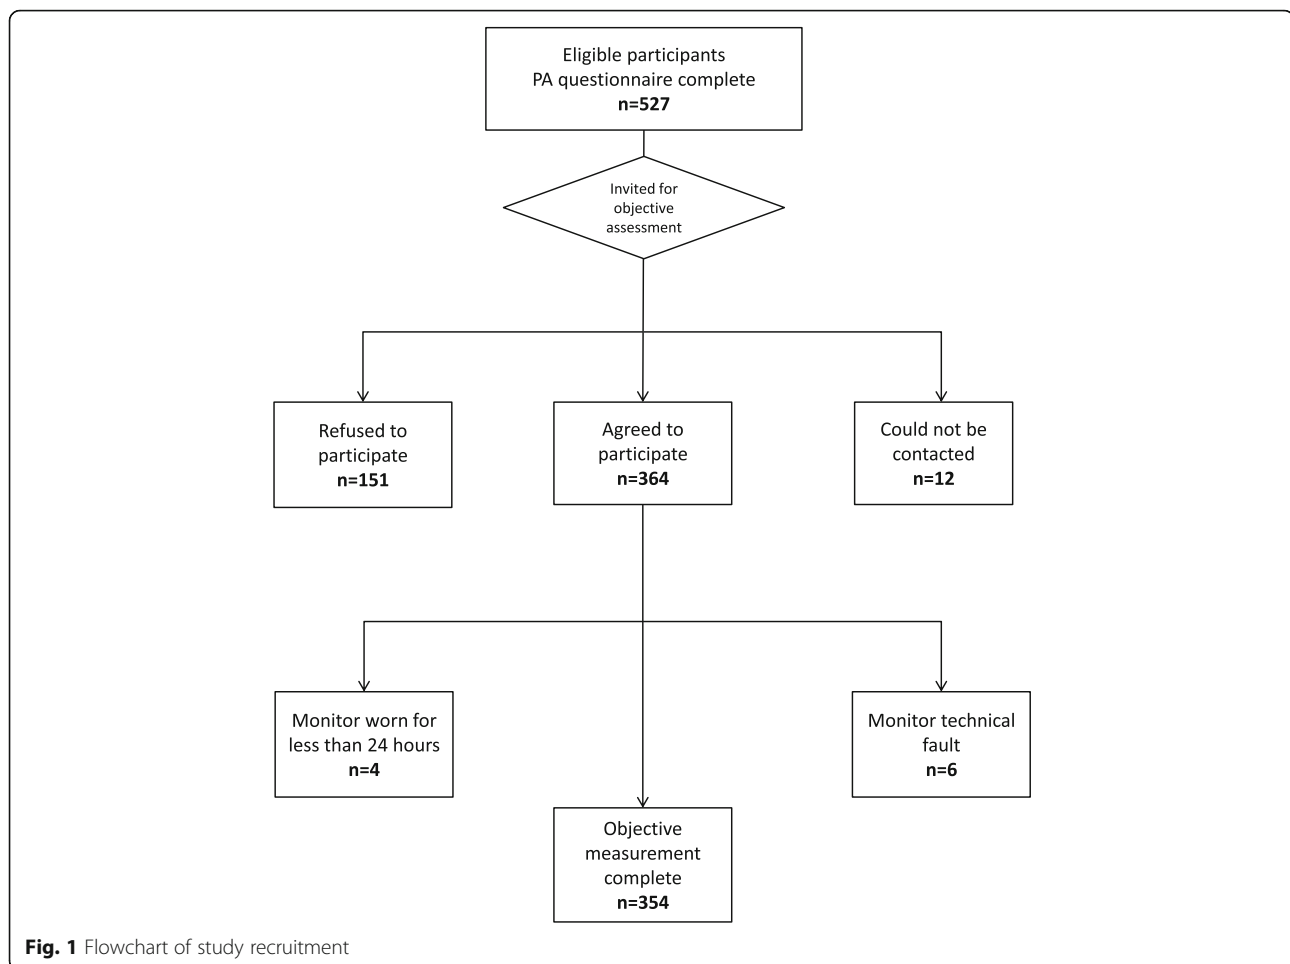 Eligible participants
PA questionnaire complete
n=527
Invited for
objective
assessment
Refused to
participate
n=151
Agreed to
participate
n=364
Could not be
contacted
n=12
Monitor worn for
less than 24 hours
n=4
Monitor technical
fault
n=6
Objective
measurement
complete
n=354
Fig. 1 Flowchart of study recruitment